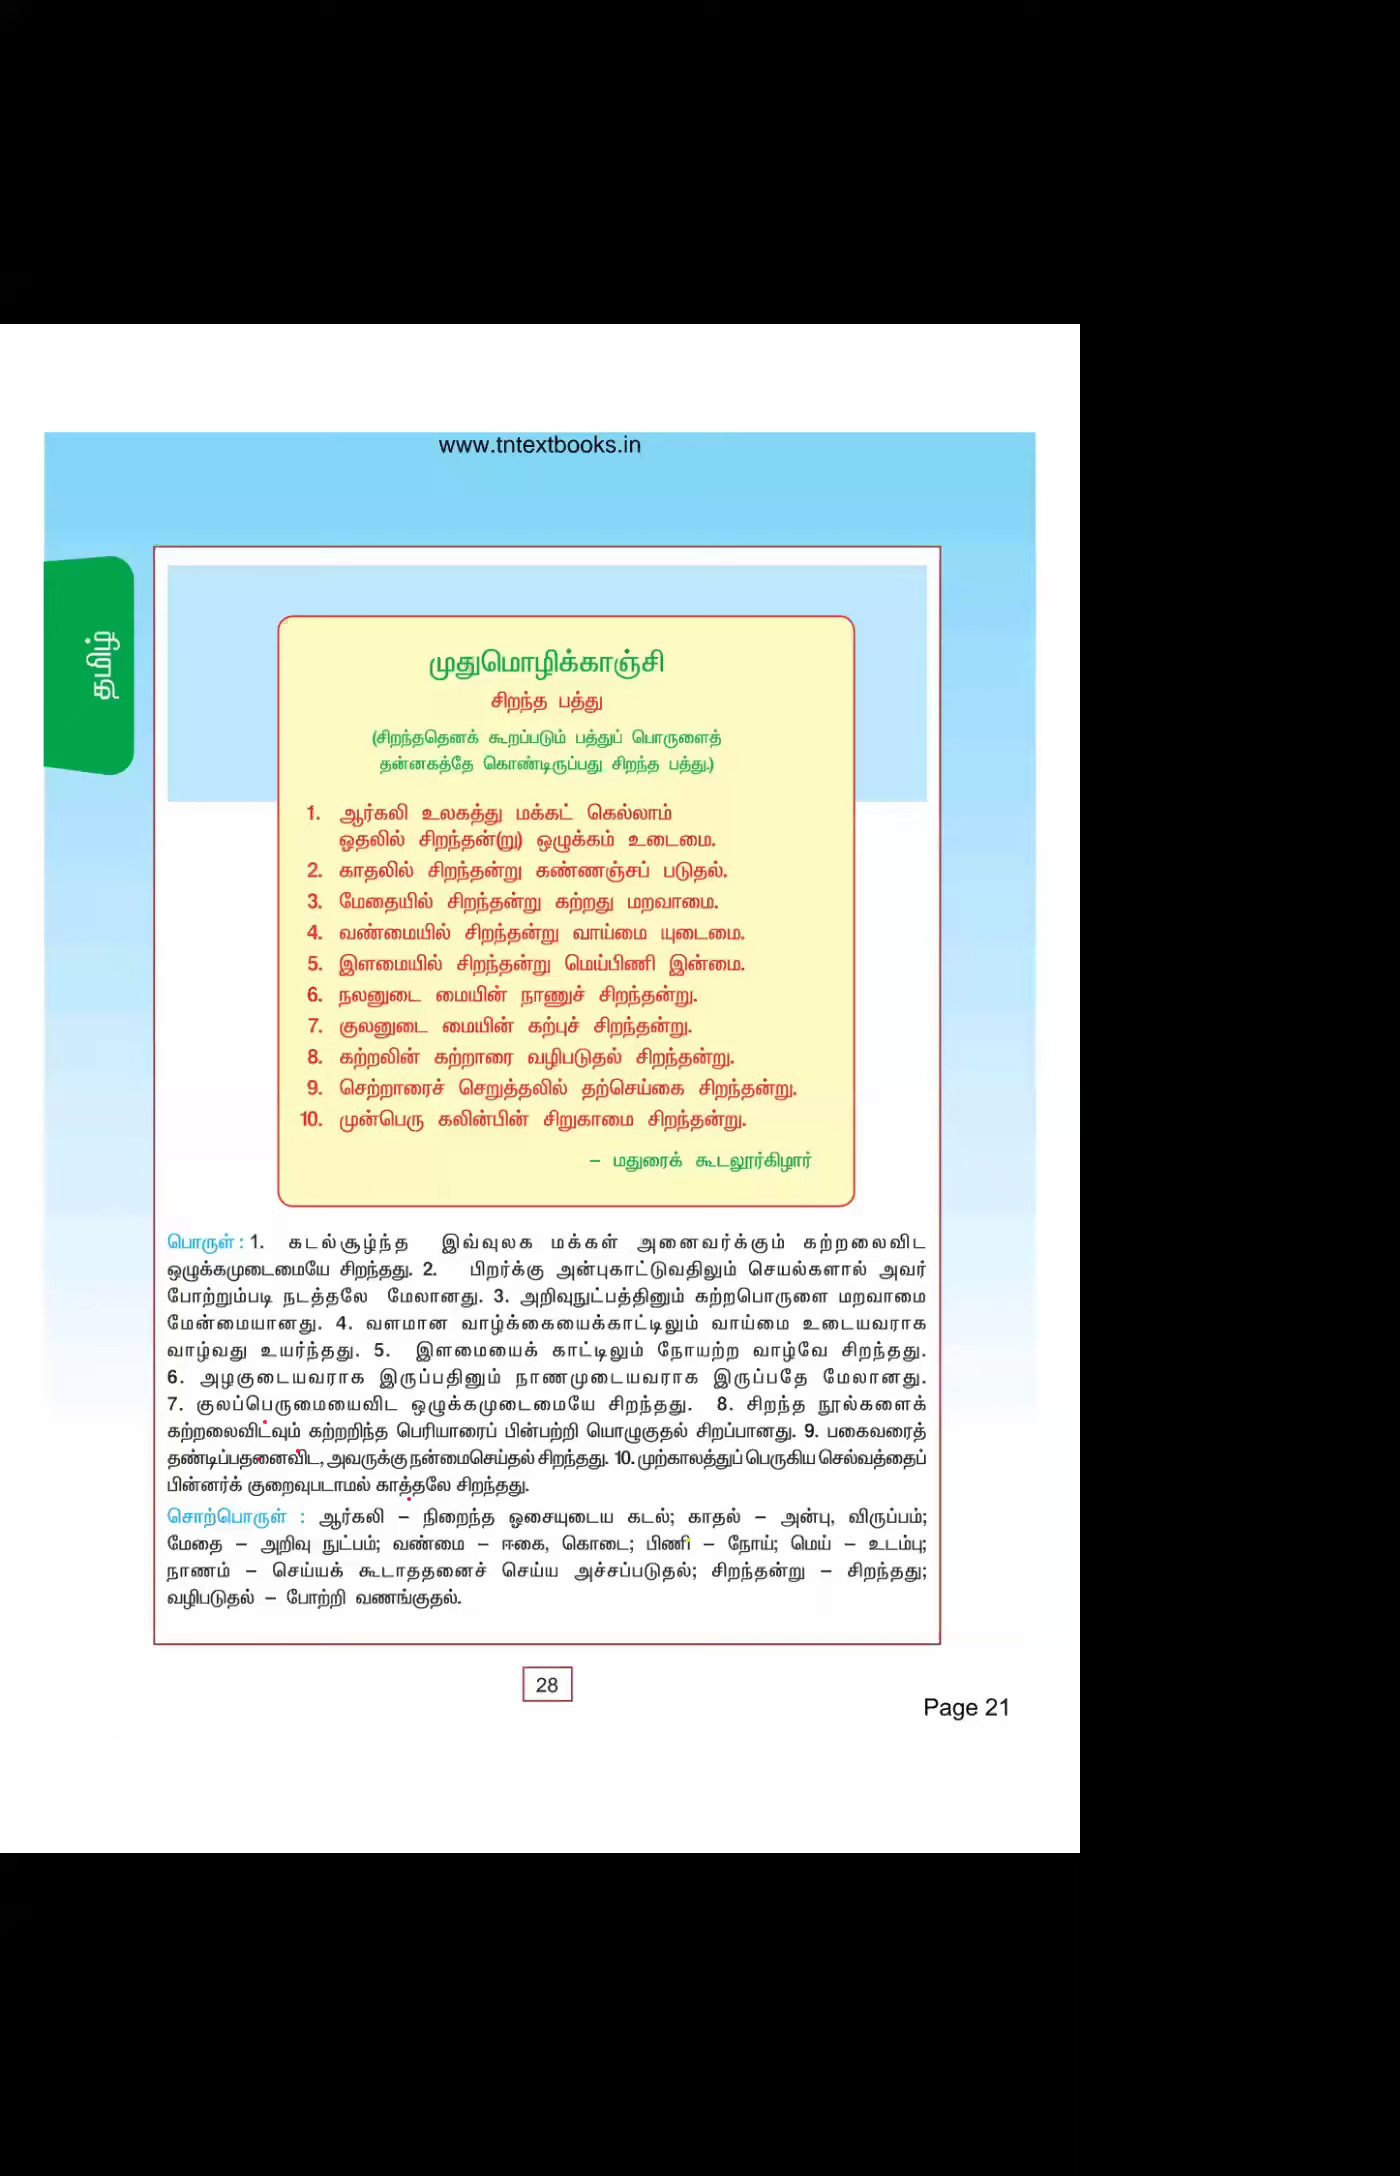 www.tntextbooks.in
தமிழ்
முதுமொழிக்காஞ்சி
சிறந்த பத்து
(சிறந்ததெனக் கூறப்படும் பத்துப் பொருளைத்
தன்னகத்தே கொண்டிருப்பது சிறந்த பத்து.)
1. ஆர்கலி உலகத்து மக்கட் கெல்லாம்
ஓதலில் சிறந்தன்(று) ஒழுக்கம் உடைமை.
2. காதலில் சிறந்தன்று கண்ணஞ்சப் படுதல்.
3. மேதையில் சிறந்தன்று கற்றது மறவாமை.
4. வண்மையில் சிறந்தன்று வாய்மை யுடைமை.
5. இளமையில் சிறந்தன்று மெய்பிணி இன்மை.
6. நலனுடை மையின் நாணுச் சிறந்தன்று.
7. குலனுடை மையின் கற்புச் சிறந்தன்று.
8. கற்றலின் கற்றாரை வழிபடுதல் சிறந்தன்று.
9. செற்றாரைச் செறுத்தலில் தற்செய்கை சிறந்தன்று.
10. முன்பெரு கலின்பின் சிறுகாமை சிறந்தன்று.
– மதுரைக் கூடலூர்கிழார்
பொருள் : 1. கடல்சூழ்ந்த இவ்வுலக மக்கள் அனைவர்க்கும் கற்றலைவிட
ஒழுக்கமுடைமையே சிறந்தது. 2. பிறர்க்கு அன்புகாட்டுவதிலும் செயல்களால் அவர்
போற்றும்படி நடத்தலே மேலானது. 3. அறிவுநுட்பத்தினும் கற்றபொருளை மறவாமை
மேன்மையானது. 4. வளமான வாழ்க்கையைக்காட்டிலும் வாய்மை உடையவராக
வாழ்வது உயர்ந்தது. 5. இளமையைக் காட்டிலும் நோயற்ற வாழ்வே சிறந்தது.
6. அழகுடையவராக இருப்பதினும் நாணமுடையவராக இருப்பதே மேலானது.
7. குலப்பெருமையைவிட ஒழுக்கமுடைமையே சிறந்தது. 8. சிறந்த நூல்களைக்
கற்றலைவிடவும் கற்றறிந்த பெரியாரைப் பின்பற்றி யொழுகுதல் சிறப்பானது. 9. பகைவரைத்
தண்டிப்பதனைவிட, அவருக்கு நன்மைசெய்தல் சிறந்தது. 10. முற்காலத்துப் பெருகிய செல்வத்தைப்
பின்னர்க் குறைவுபடாமல் காத்தலே சிறந்தது.
சொற்பொருள் : ஆர்கலி – நிறைந்த ஓசையுடைய கடல்; காதல் – அன்பு, விருப்பம்;
மேதை – அறிவு நுட்பம்; வண்மை – ஈகை, கொடை; பிணி – நோய்; மெய் – உடம்பு;
நாணம் – செய்யக் கூடாததனைச் செய்ய அச்சப்படுதல்; சிறந்தன்று – சிறந்தது;
வழிபடுதல் – போற்றி வணங்குதல்.
28
Page 21